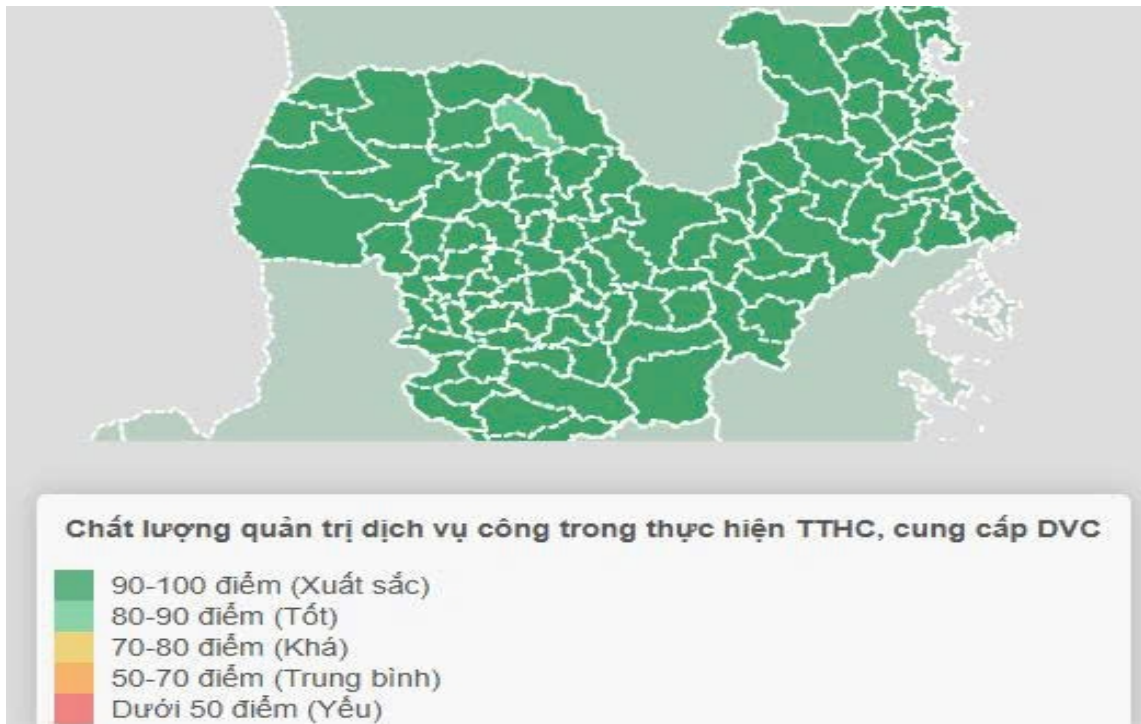 Chất lượng quản trị dịch vụ công trong thực hiện TTHC, cung cấp DVC
90-100 điểm (Xuất sắc)
80-90 điểm (Tốt)
70-80 điểm (Khá)
50-70 điểm (Trung bình)
Dưới 50 điểm (Yếu)